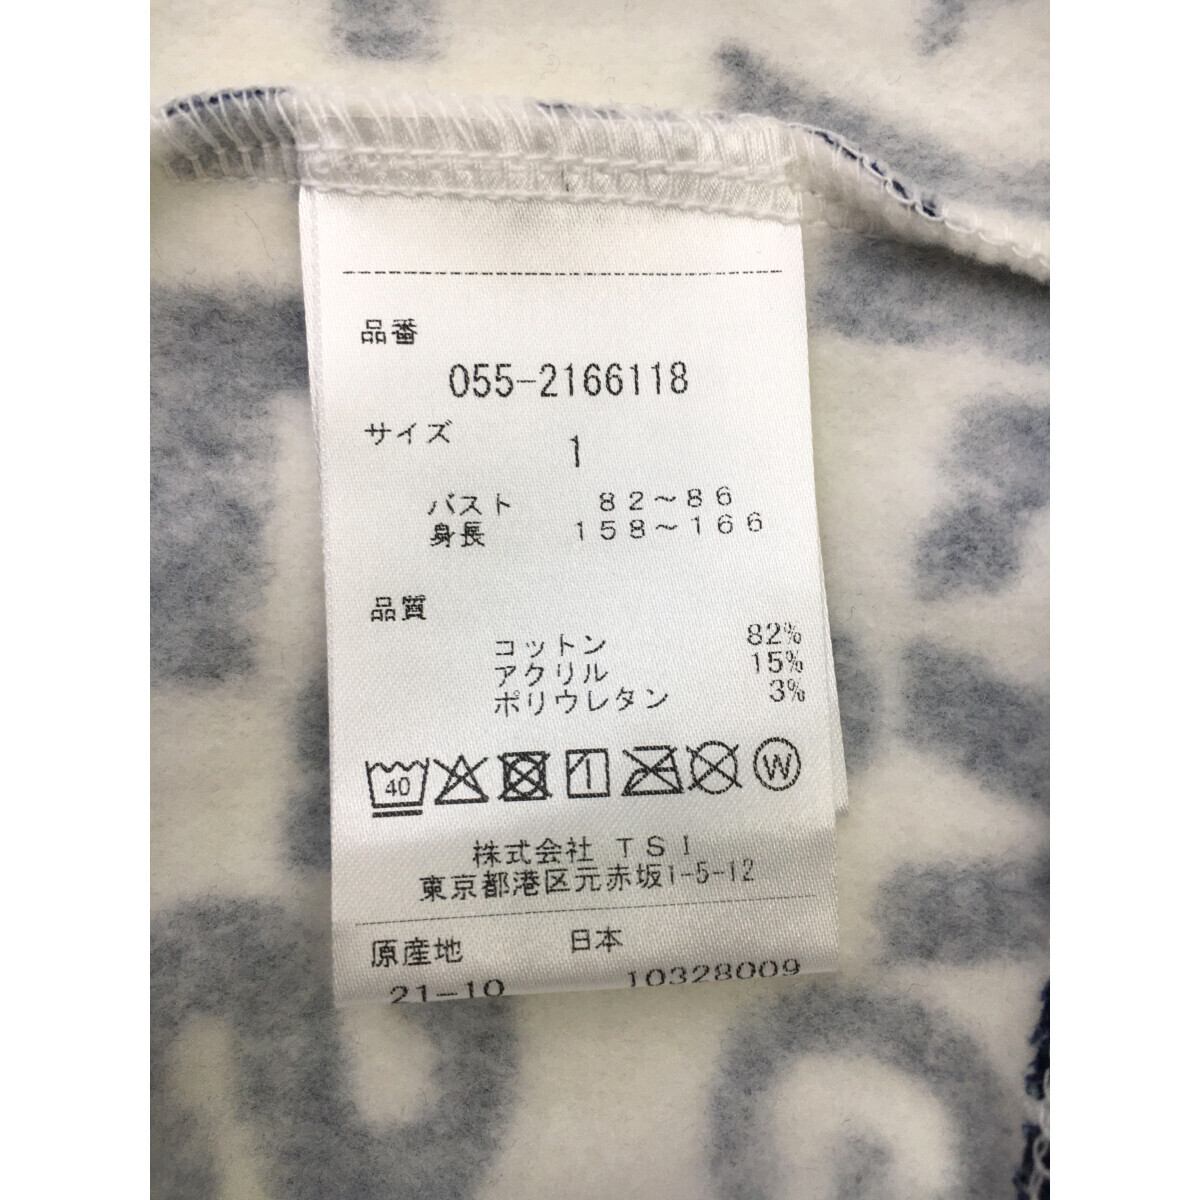 品番
055-2166118
サイズ
1
バスト 82~86
身長 158~166
品質
コットン 82%
アクリル 15%
ポリウレタン 3%
40 W
株式会社 TSI
東京都港区元赤坂1-5-12
原産地 日本
21-10 10328009